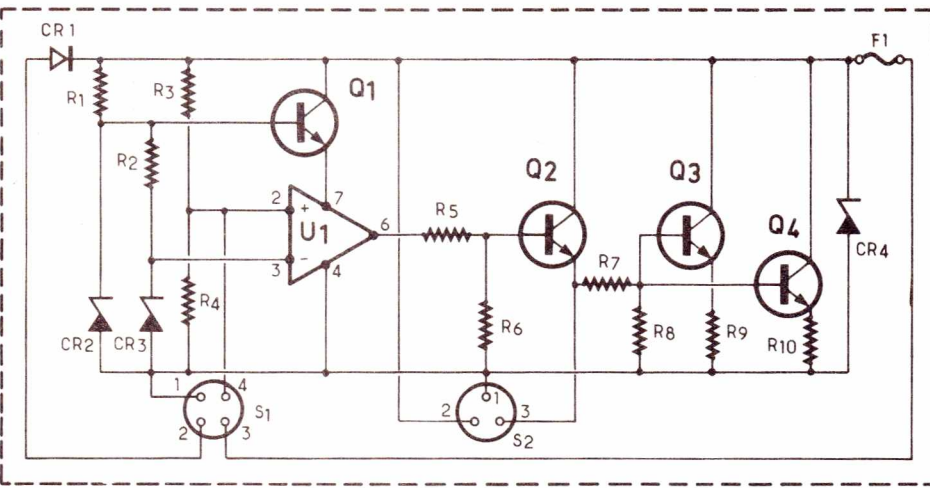 CR1
F1
R1
R3
Q1
R2
2
+
7
U1
6
R5
Q2
Q3
3
-
4
R4
R7
Q4
CR4
R6
R8
R9
R10
CR2
CR3
1
4
S1
2
3
1
2
3
S2